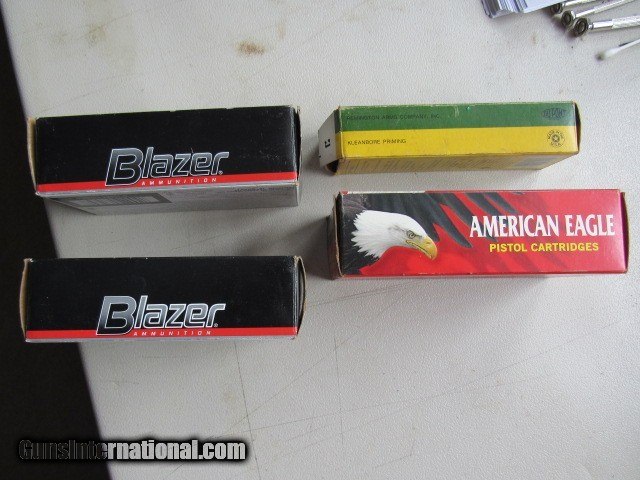 Blazer
AMMUNITION
REMINGTON ARMS COMPANY, INC.
KLEANBORE PRIMING
AMERICAN EAGLE
PISTOL CARTRIDGES
Blazer
AMMUNITION
GunsInternational.com